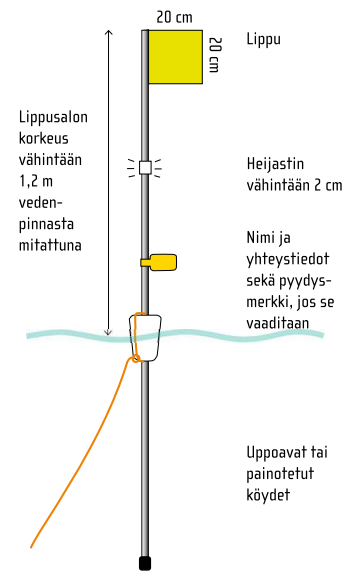 20 cm
20 cm
Lippu
Lippusalon
korkeus
vähintään
1,2 m
veden-
pinnasta
mitattuna
Heijastin
vähintään 2 cm
Nimi ja
yhteystiedot
sekä pyydys-
merkki, jos se
vaaditaan
Uppoavat tai
painotetut
köydet